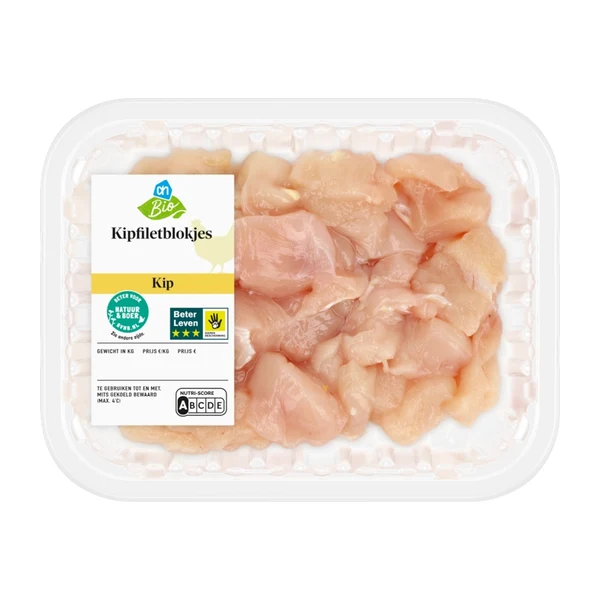 ah
Bio
Kipfiletblokjes
Kip
BETER VOOR
NATUUR
& BOER
Beter
Leven
GEWICHT IN KG PRIJS €/KG PRIJS €
TE GEBRUIKEN TOT EN MET,
MITS GEKOELD BEWAARD
(MAX. 4°C)
NUTRI-SCORE
ABCDE